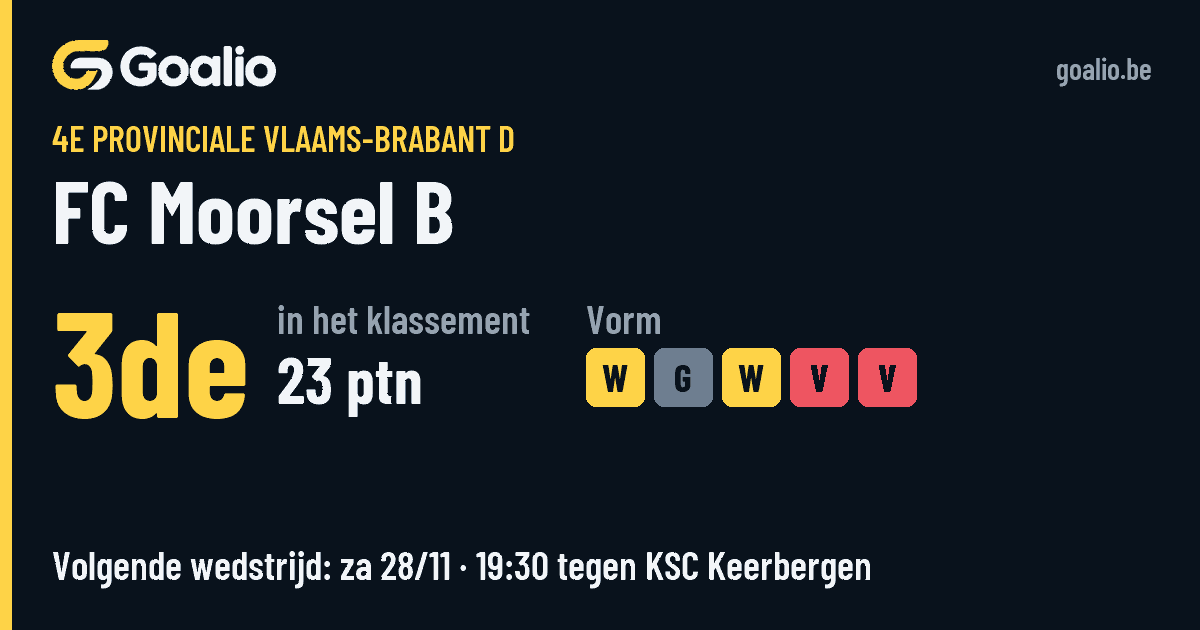 Goalio
goalio.be
4E PROVINCIALE VLAAMS-BRABANT D
FC Moorsel B
3de
in het klassement
23 ptn
Vorm
W G W V V
Volgende wedstrijd: za 28/11 · 19:30 tegen KSC Keerbergen